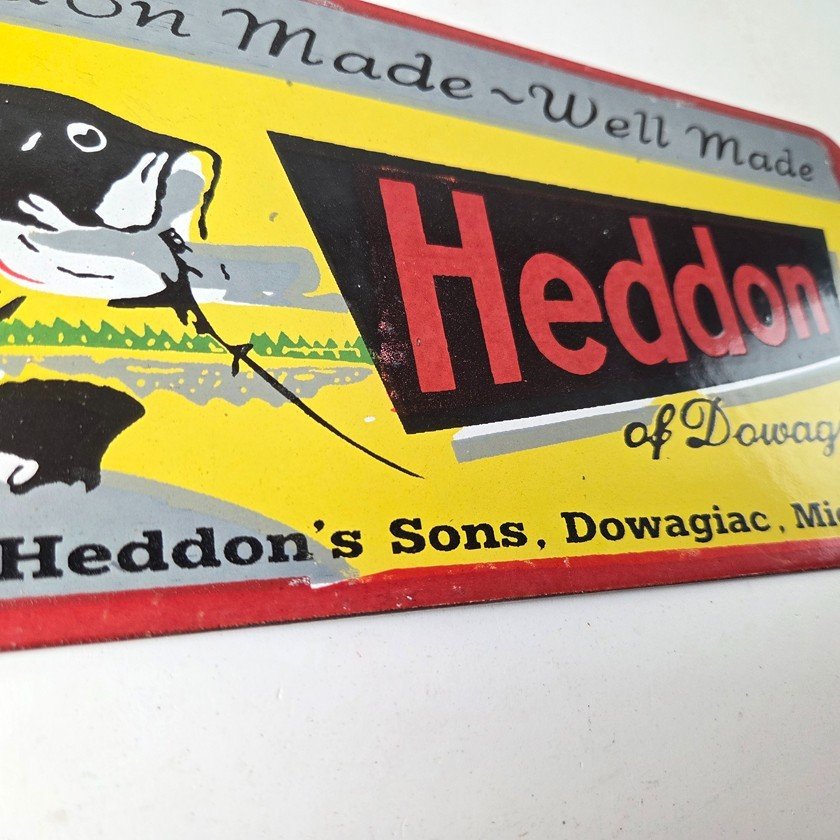 Made ~ Well Made
Heddon
of Dowag
Heddon's Sons, Dowagiac, Mic